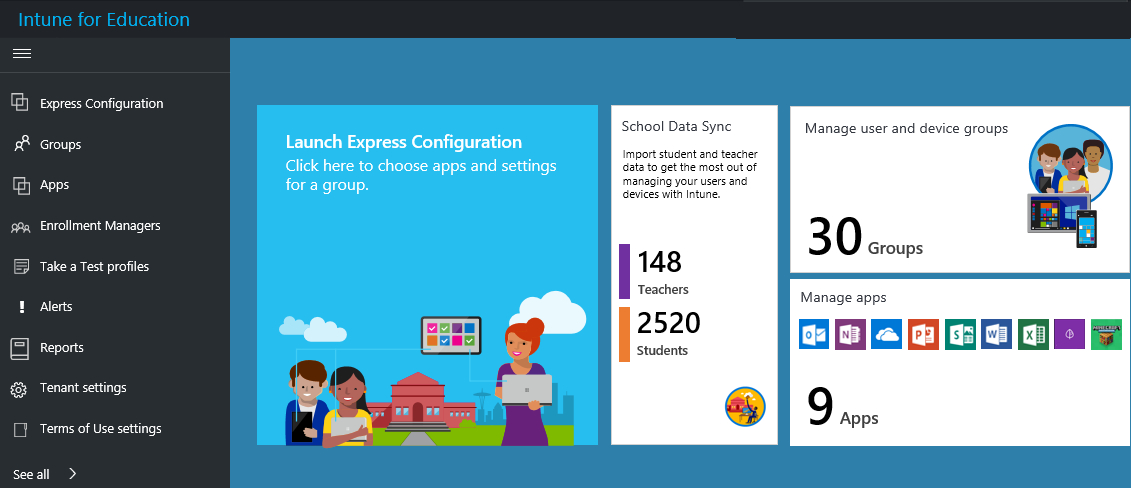 Intune for Education
Express Configuration
Groups
Apps
Enrollment Managers
Take a Test profiles
Alerts
Reports
Tenant settings
Terms of Use settings
See all
Launch Express Configuration
Click here to choose apps and settings
for a group.
School Data Sync
Import student and teacher
data to get the most out of
managing your users and
devices with Intune.
148
Teachers
2520
Students
Manage user and device groups
30 Groups
Manage apps
9 Apps